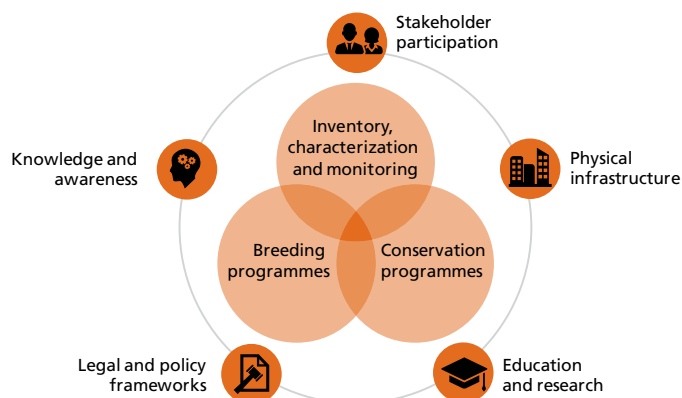 Stakeholder
participation
Inventory,
characterization
and monitoring
Knowledge and
awareness
Physical
infrastructure
Breeding
programmes
Conservation
programmes
Legal and policy
frameworks
Education
and research